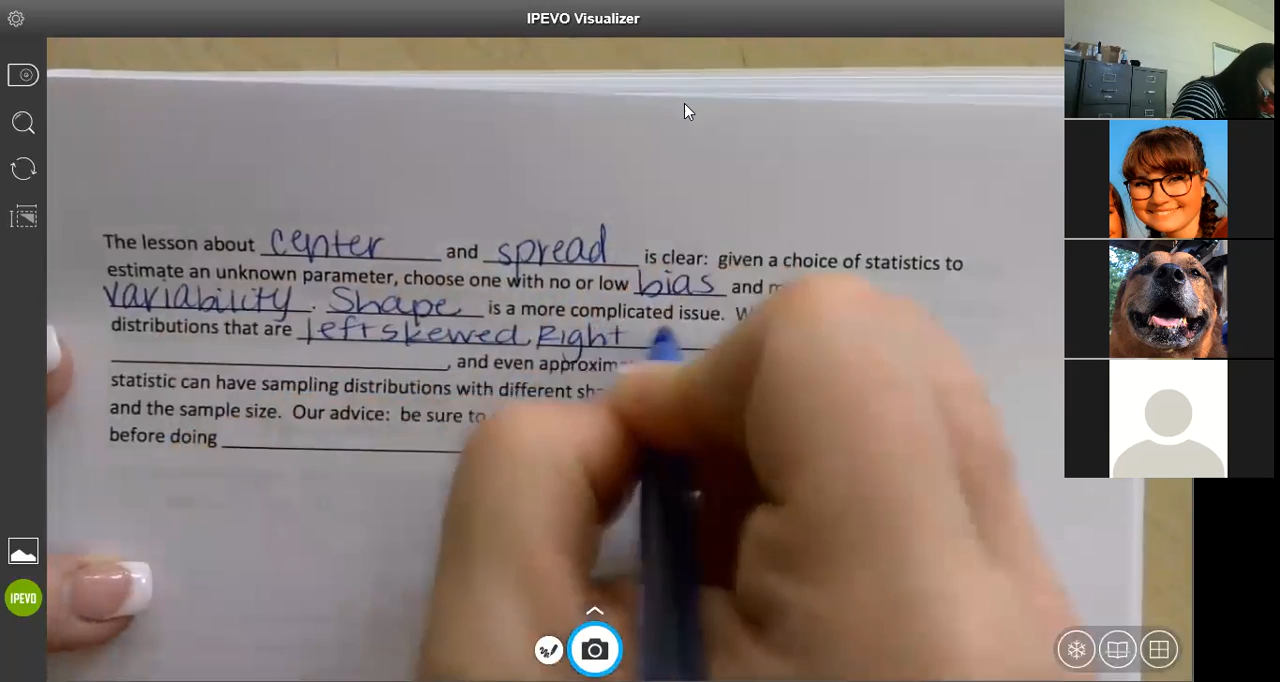 IPEVO Visualizer
The lesson about center and spread is clear: given a choice of statistics to
estimate an unknown parameter, choose one with no or low bias and
variability. Shape is a more complicated issue.
distributions that are left skewed, Right
, and even
statistic can have sampling distributions with different
and the sample size. Our advice: be sure to
before doing
IPEVO